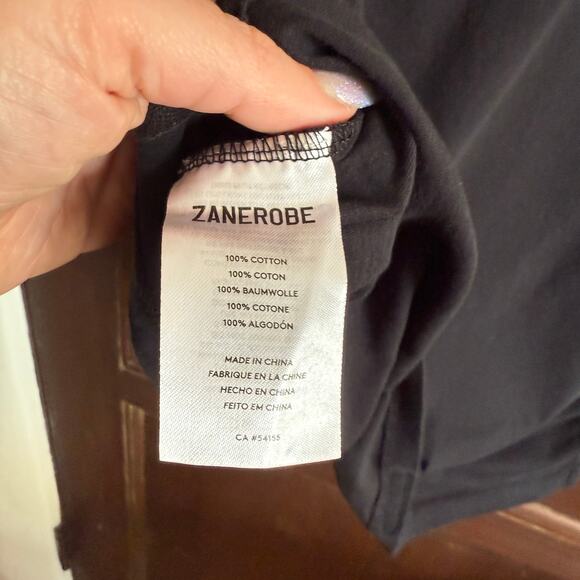 ZANEROBE
100% COTTON
100% COTON
100% BAUMWOLLE
100% COTONE
100% ALGODÓN
MADE IN CHINA
FABRIQUE EN LA CHINE
HECHO EN CHINA
FEITO EM CHINA
CA #54155